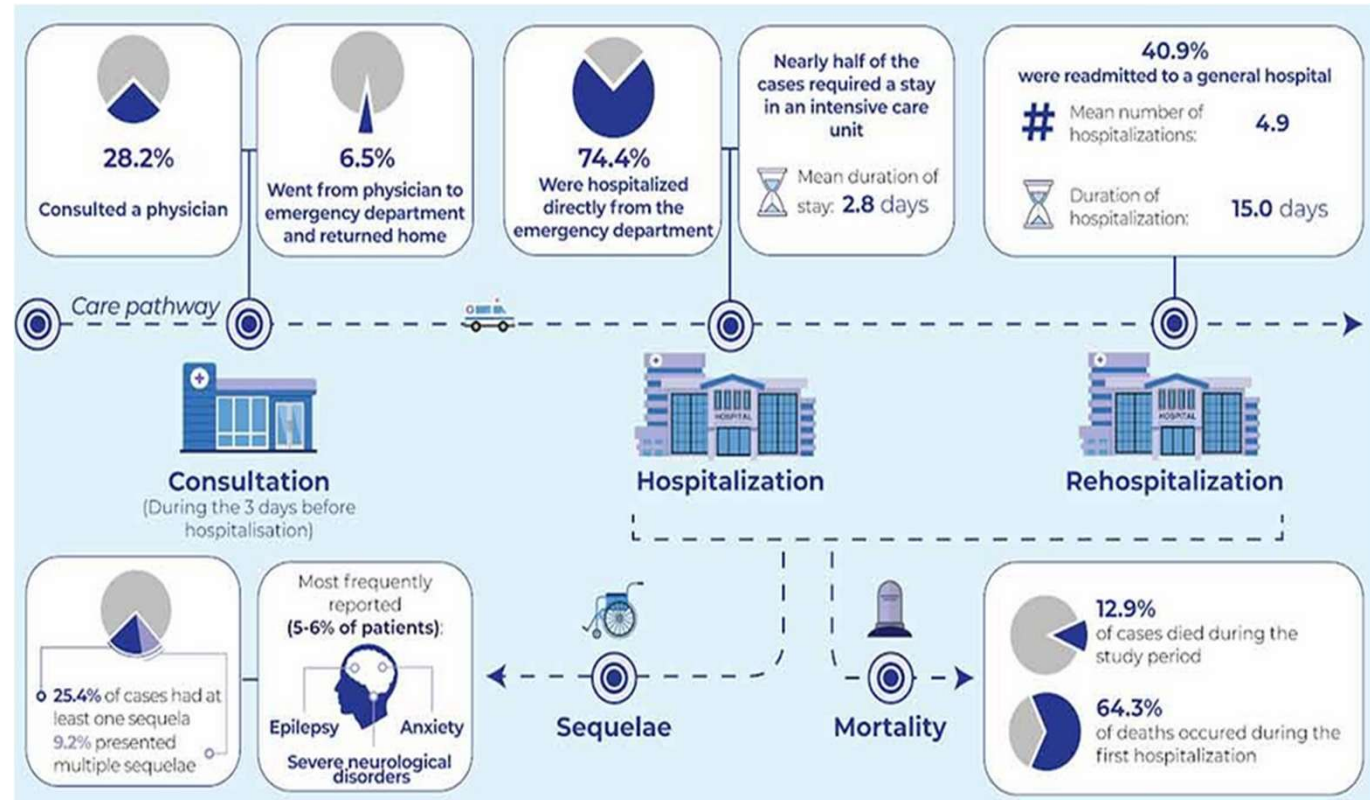 28.2%
Consulted a physician
6.5%
Went from physician to
emergency department
and returned home
74.4%
Were hospitalized
directly from the
emergency department
Nearly half of the
cases required a stay
in an intensive care
unit
Mean duration of
stay: 2.8 days
40.9%
were readmitted to a general hospital
#
Mean number of
hospitalizations:
4.9
Duration of
hospitalization:
15.0 days
Care pathway
HOSPITAL
HOSPITAL
Consultation
(During the 3 days before
hospitalisation)
Hospitalization
Rehospitalization
25.4% of cases had at
least one sequela
9.2% presented
multiple sequelae
Most frequently
reported
(5-6% of patients):
Epilepsy
Anxiety
Severe neurological
disorders
Sequelae
Mortality
12.9%
of cases died during the
study period
64.3%
of deaths occured during the
first hospitalization